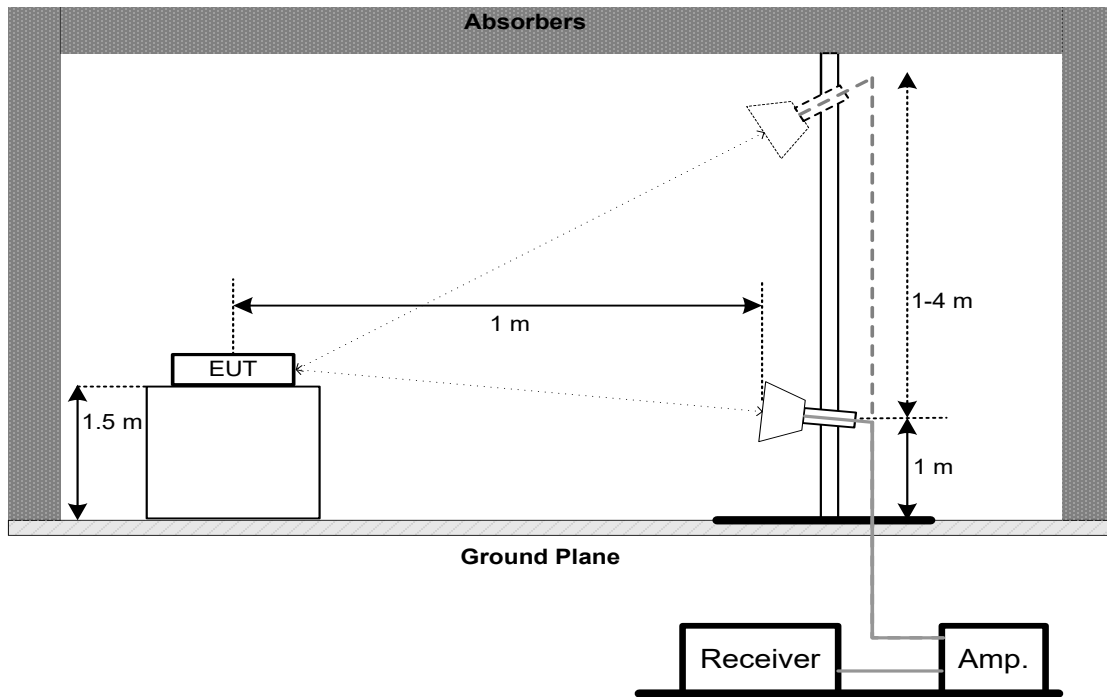 Absorbers
1-4 m
1 m
EUT
1.5 m
1 m
Ground Plane
Receiver
Amp.